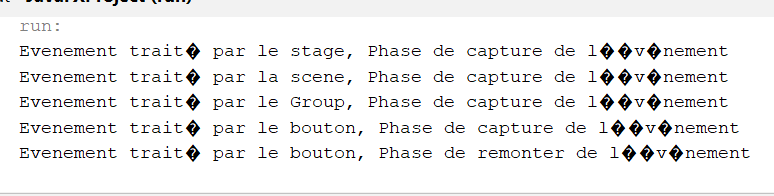 run:
Evenement trait� par le stage, Phase de capture de l��v�nement
Evenement trait� par la scene, Phase de capture de l��v�nement
Evenement trait� par le Group, Phase de capture de l��v�nement
Evenement trait� par le bouton, Phase de capture de l��v�nement
Evenement trait� par le bouton, Phase de remonter de l��v�nement